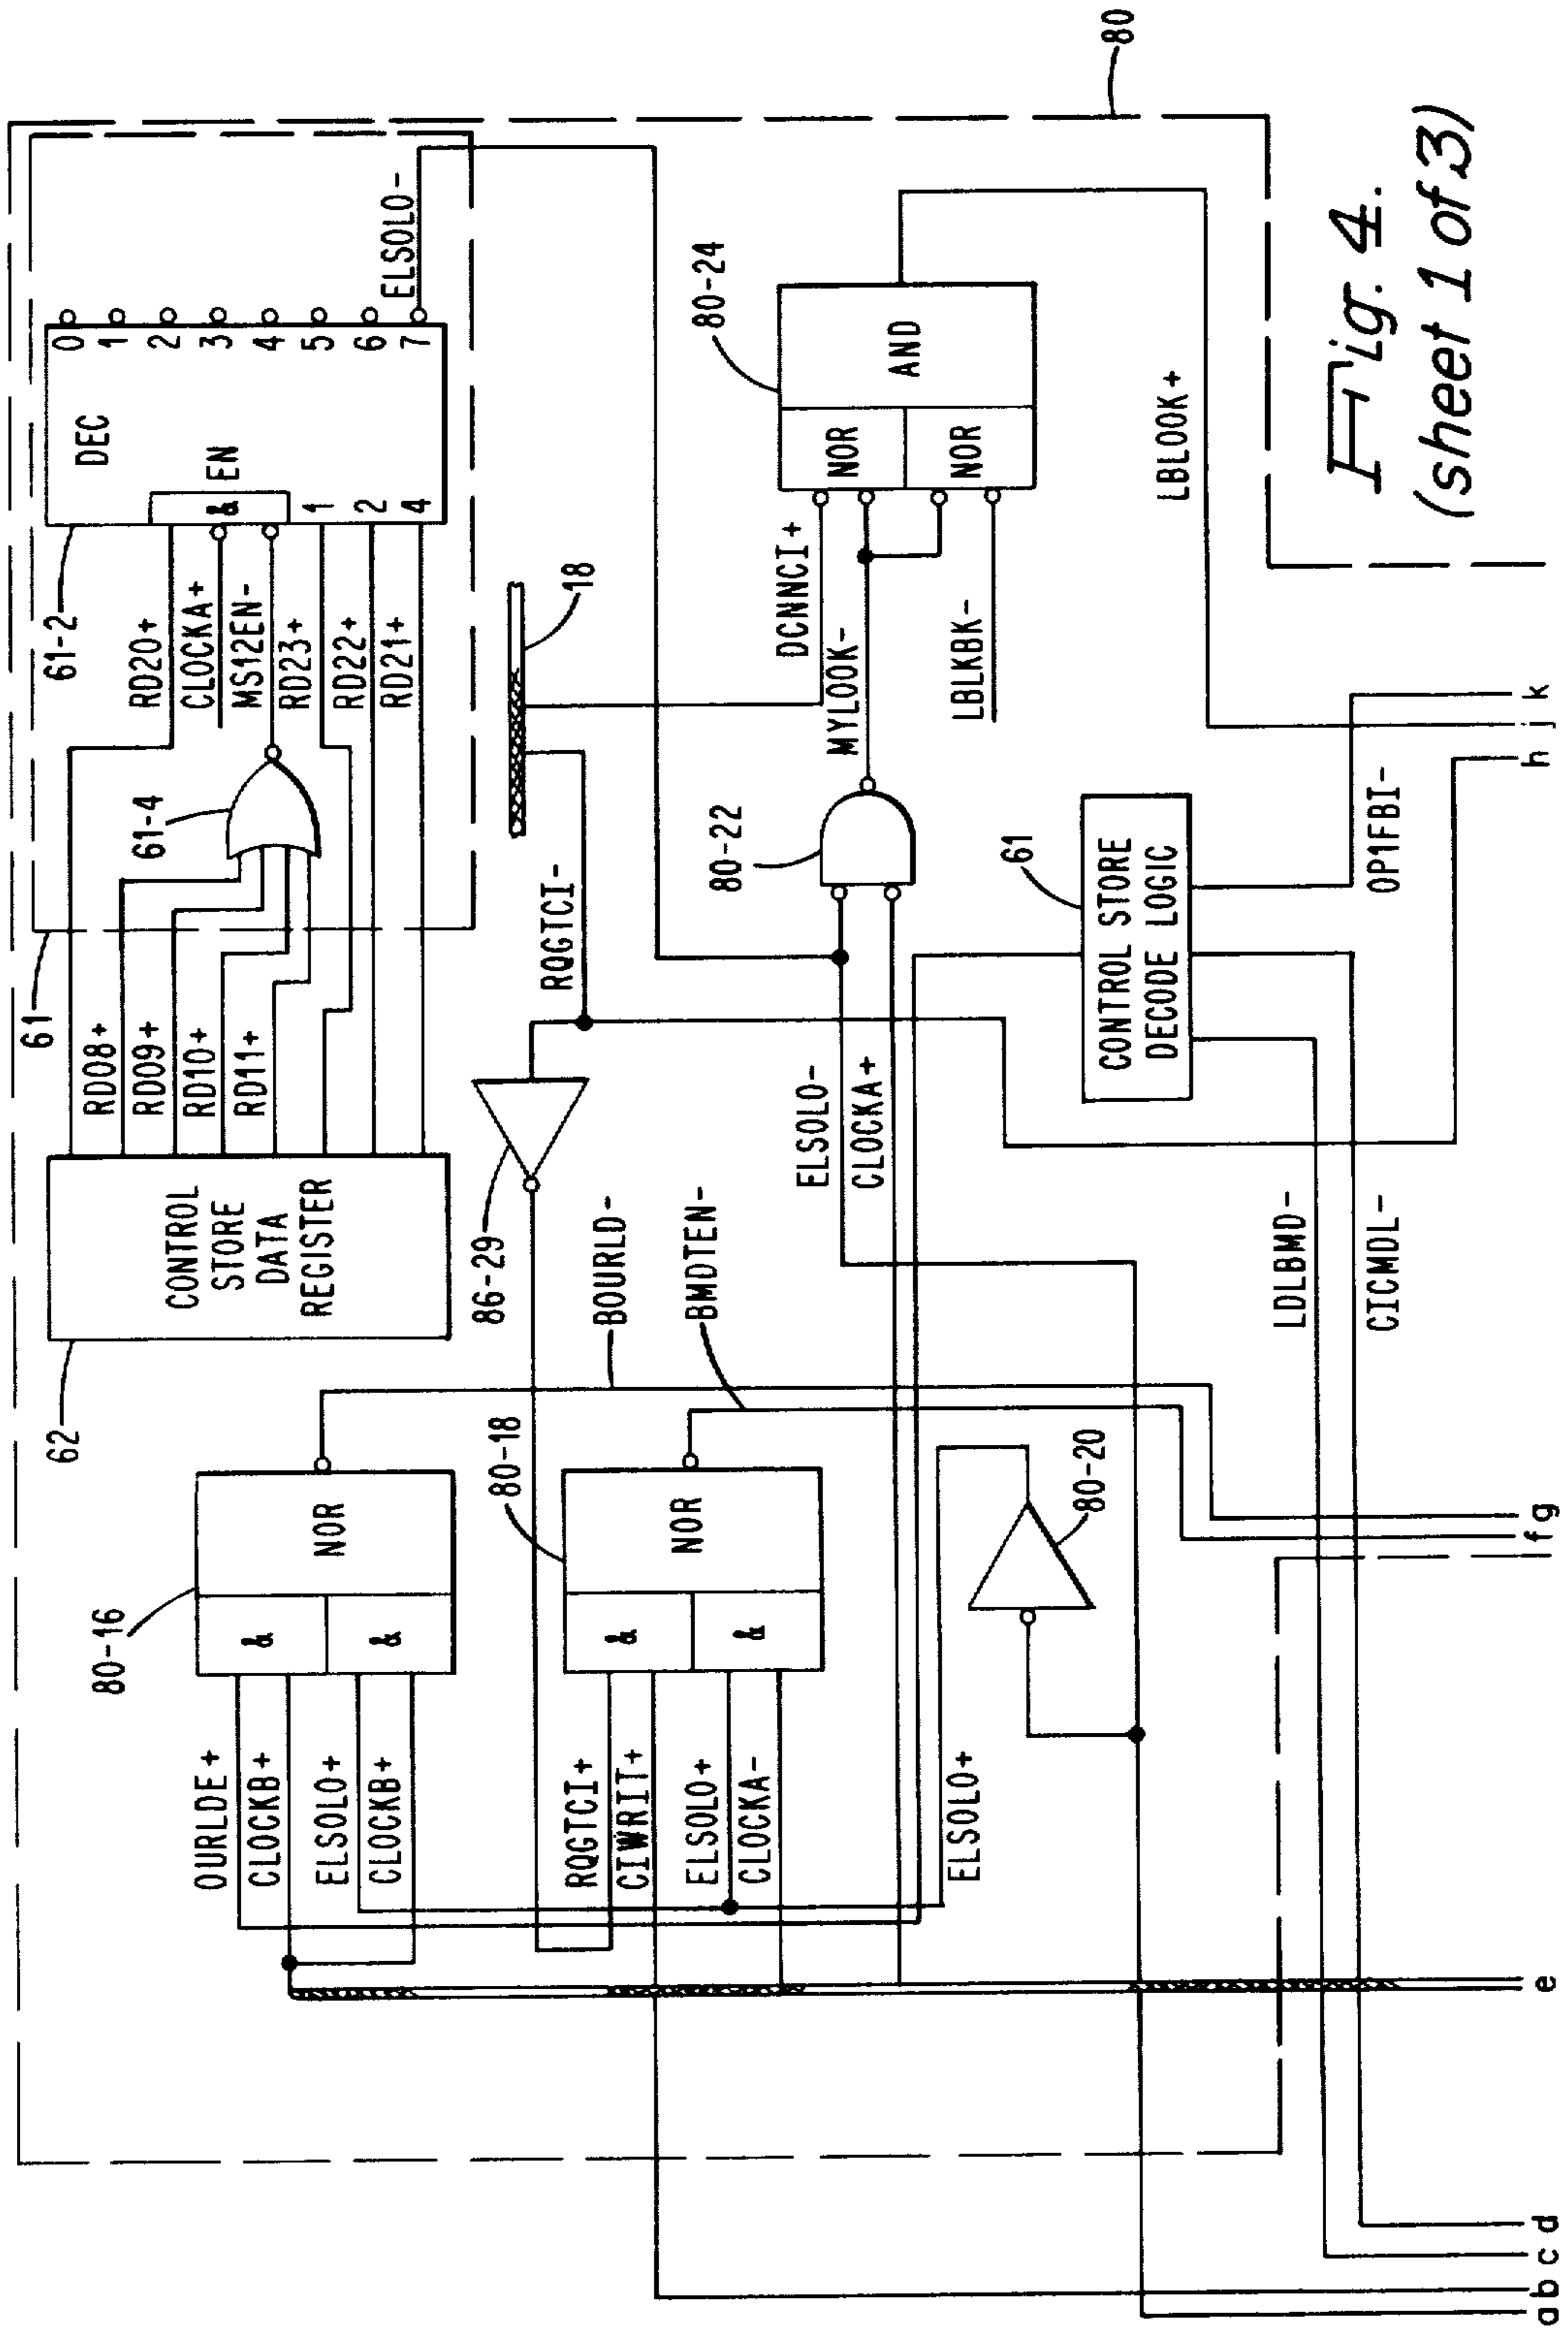 80-16
OURLDE+
CLOCKB+
ELSOLO+
CLOCKB+
&
&
NOR
62
CONTROL
STORE
DATA
REGISTER
RD08+
RD09+
RD10+
RD11+
61
61-4
61-2
RD20+
CLOCKA+
MS12EN-
RD23+
RD22+
RD21+
DEC
& EN
1
2
4
0
1
2
3
4
5
6
7
ELSOLO-
80-18
RQGTCI+
CIWRIT+
ELSOLO+
CLOCKA-
&
&
NOR
86-29
BOURLD-
BMDTEN-
RQGTCI-
18
ELSOLO+
80-20
ELSOLO-
CLOCKA+
80-22
MYLOOK-
DCNNCI+
LBLKBK-
80-24
NOR
NOR
AND
LBLOOK+
61
CONTROL STORE
DECODE LOGIC
LDLBMD-
CICMDL-
OP1FBI-
80
a b c d e f g h j k
Fig. 4.
(sheet 1 of 3)